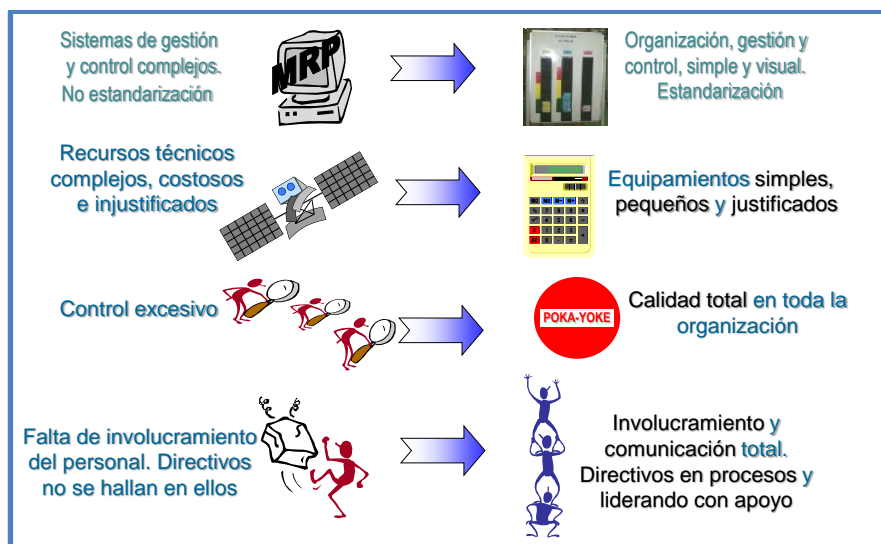 Sistemas de gestión
y control complejos.
No estandarización
MRP
Organización, gestión y
control, simple y visual.
Estandarización
Recursos técnicos
complejos, costosos
e injustificados
Equipamientos simples,
pequeños y justificados
Control excesivo
POKA-YOKE
Calidad total en toda la
organización
Falta de involucramiento
del personal. Directivos
no se hallan en ellos
Involucramiento y
comunicación total.
Directivos en procesos y
liderando con apoyo